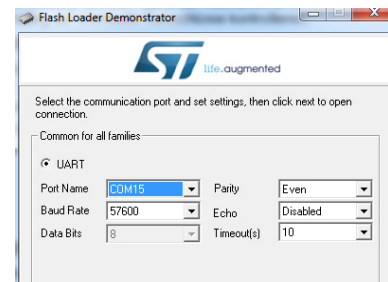 Flash Loader Demonstrator
life.augmented
Select the communication port and set settings, then click next to open
connection.
Common for all families
UART
Port Name COM15 Parity Even
Baud Rate 57600 Echo Disabled
Data Bits 8 Timeout(s) 10